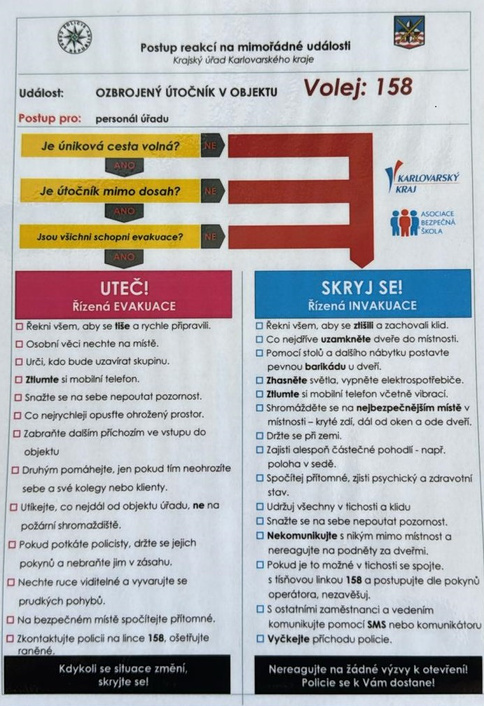 Postup reakcí na mimořádné události
Krajský úřad Karlovarského kraje
Událost: OZBROJENÝ ÚTOČNÍK V OBJEKTU Volej: 158
Postup pro: personál úřadu
Je úniková cesta volná? NE
ANO
Je útočník mimo dosah? NE
ANO
Jsou všichni schopni evakuace? NE
ANO
KARLOVARSKÝ
KRAJ
ASOCIACE
BEZPEČNÁ
ŠKOLA
UTEČ!
Řízená EVAKUACE
Řekni všem, aby se tiše a rychle připravili.
Osobní věci nechte na místě.
Urči, kdo bude uzavírat skupinu.
Ztlumte si mobilní telefon.
Snažte se na sebe nepoutat pozornost.
Co nejrychleji opusťte ohrožený prostor.
Zabraňte dalším příchozím ve vstupu do
objektu
Druhým pomáhejte, jen pokud tím neohrozíte
sebe a své kolegy nebo klienty.
Utíkejte, co nejdál od objektu úřadu, ne na
požární shromaždiště.
Pokud potkáte policisty, držte se jejich
pokynů a nebraňte jim v zásahu.
Nechte ruce viditelné a vyvarujte se
prudkých pohybů.
Na bezpečném místě spočítejte přítomné.
Zkontaktujte policii na lince 158, ošetřujte
raněné.
Kdykoli se situace změní,
skryjte se!
SKRYJ SE!
Řízená INVAKUACE
Řekni všem, aby se ztišili a zachovali klid.
Co nejdříve uzamkněte dveře do místnosti.
Pomocí stolů a dalšího nábytku postavte
pevnou barikádu u dveří.
Zhasněte světla, vypněte elektrospotřebiče.
Ztlumte si mobilní telefon včetně vibrací.
Shromážděte se na nejbezpečnějším místě v
místnosti – kryté zdí, dál od oken a ode dveří.
Držte se při zemi.
Zajisti alespoň částečné pohodlí - např.
poloha v sedě.
Spočítej přítomné, zjisti psychický a zdravotní
stav.
Udržuj všechny v tichosti a klidu
Snažte se na sebe nepoutat pozornost.
Nekomunikujte s nikým mimo místnost a
nereagujte na podněty za dveřmi.
Pokud je to možné v tichosti se spojte.
s tísňovou linkou 158 a postupujte dle pokynů
operátora, nezavěšuj.
S ostatními zaměstnanci a vedením
komunikujte pomocí SMS nebo komunikátoru
Vyčkejte příchodu policie.
Nereagujte na žádné výzvy k otevření!
Policie se k Vám dostane!